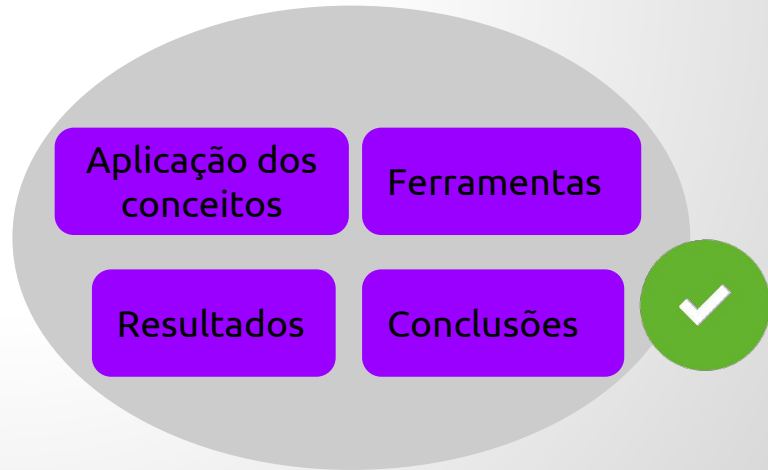 Aplicação dos
conceitos
Ferramentas
Resultados
Conclusões